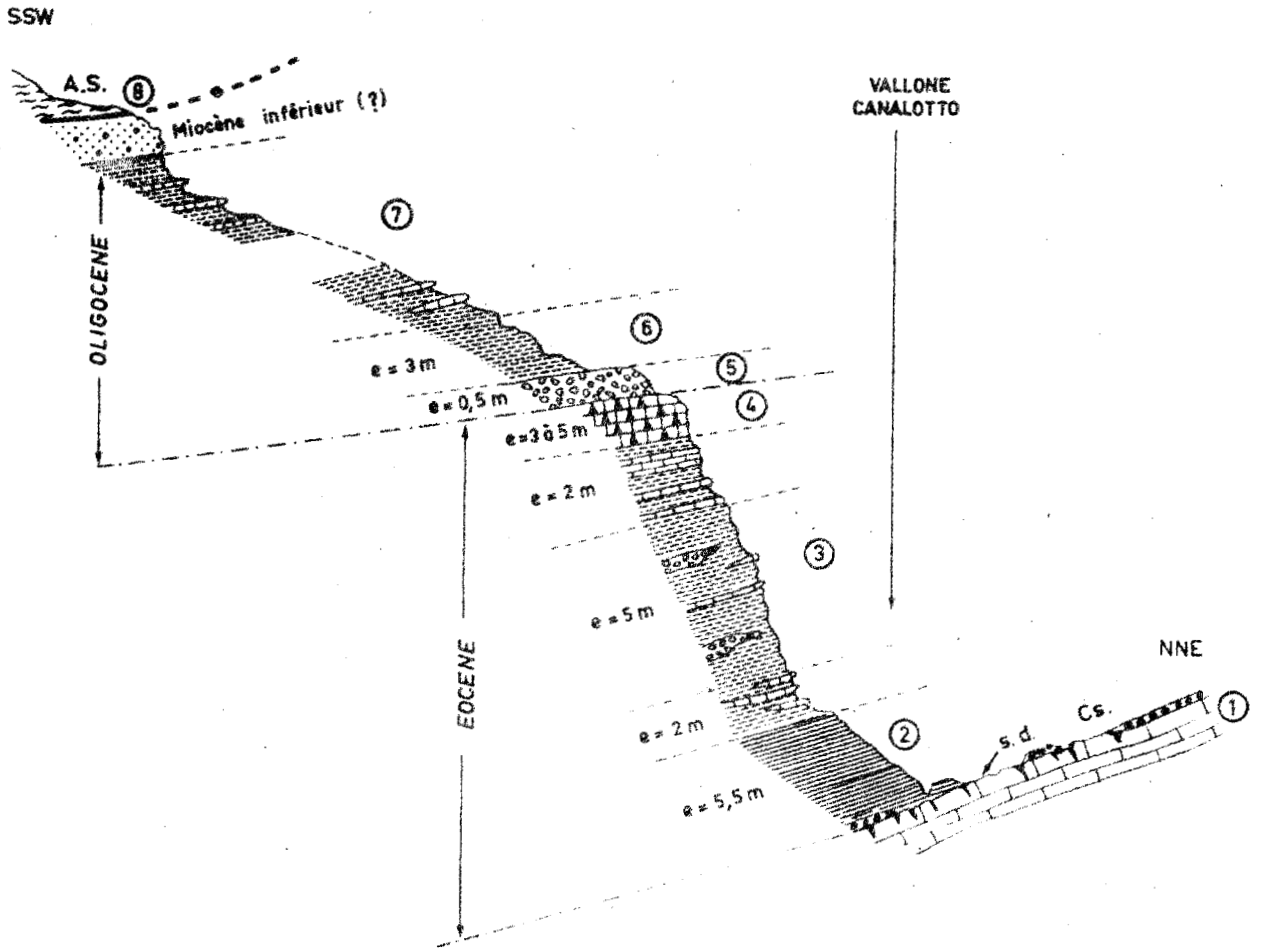 SSW
A.S. 8
Miocène inférieur (?)
VALLONE
CANALOTTO
7
OLIGOCENE
6
e = 3 m
5
e = 0,5 m
4
e = 3 à 5 m
e = 2 m
3
e = 5 m
EOCENE
NNE
e = 2 m
2
s.d.
Cs.
1
e = 5,5 m